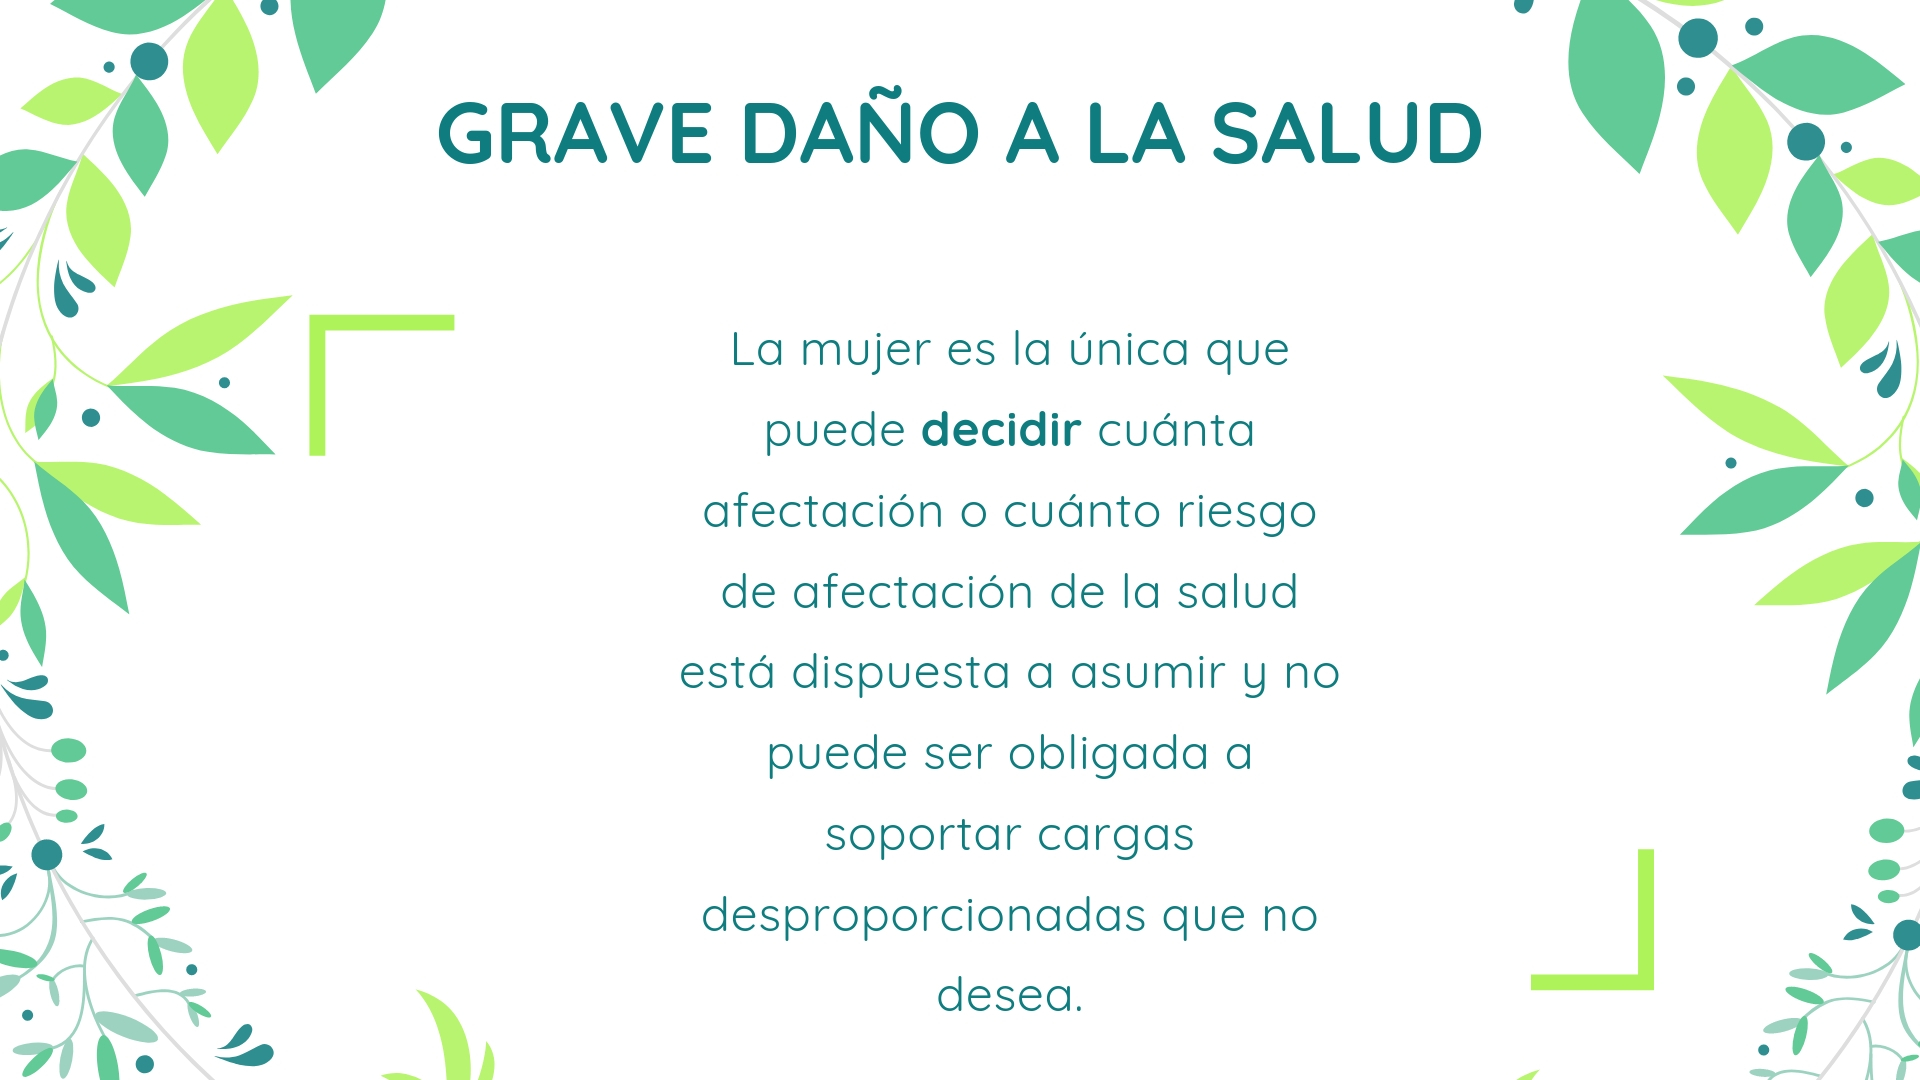 GRAVE DAÑO A LA SALUD
La mujer es la única que
puede decidir cuánta
afectación o cuánto riesgo
de afectación de la salud
está dispuesta a asumir y no
puede ser obligada a
soportar cargas
desproporcionadas que no
desea.